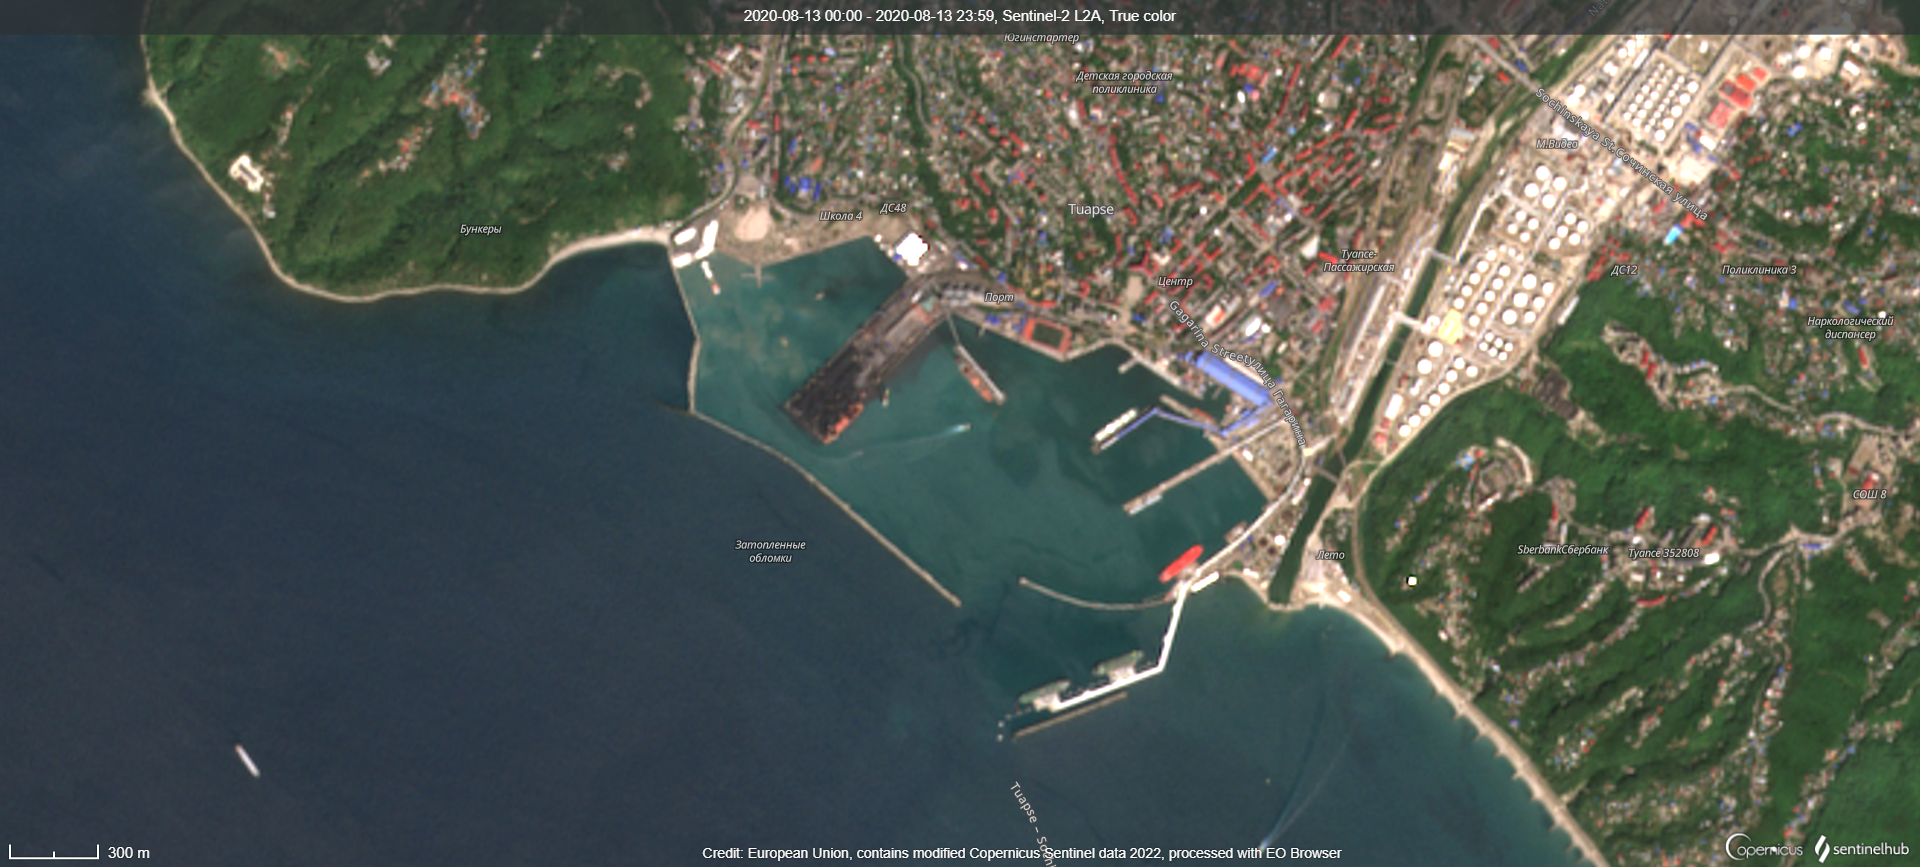 2020-08-13 00:00 - 2020-08-13 23:59, Sentinel-2 L2A, True color
Югинстартер
Детская городская
поликлиника
Sochinskaya St.Сочинская улица
М.Видео
Бункеры
Школа 4
ДС48
Tuapse
Туапсе-
Пассажирская
ДС12
Поликлиника 3
Центр
Порт
Gagarina Streetулица Гагарина
Наркологический
диспансер
СОШ 8
Затопленные
обломки
Лето
SberbankСбербанк
Туапсе 352808
Tuapse – Sochi
300 m
Credit: European Union, contains modified Copernicus Sentinel data 2022, processed with EO Browser
Copernicus
sentinelhub